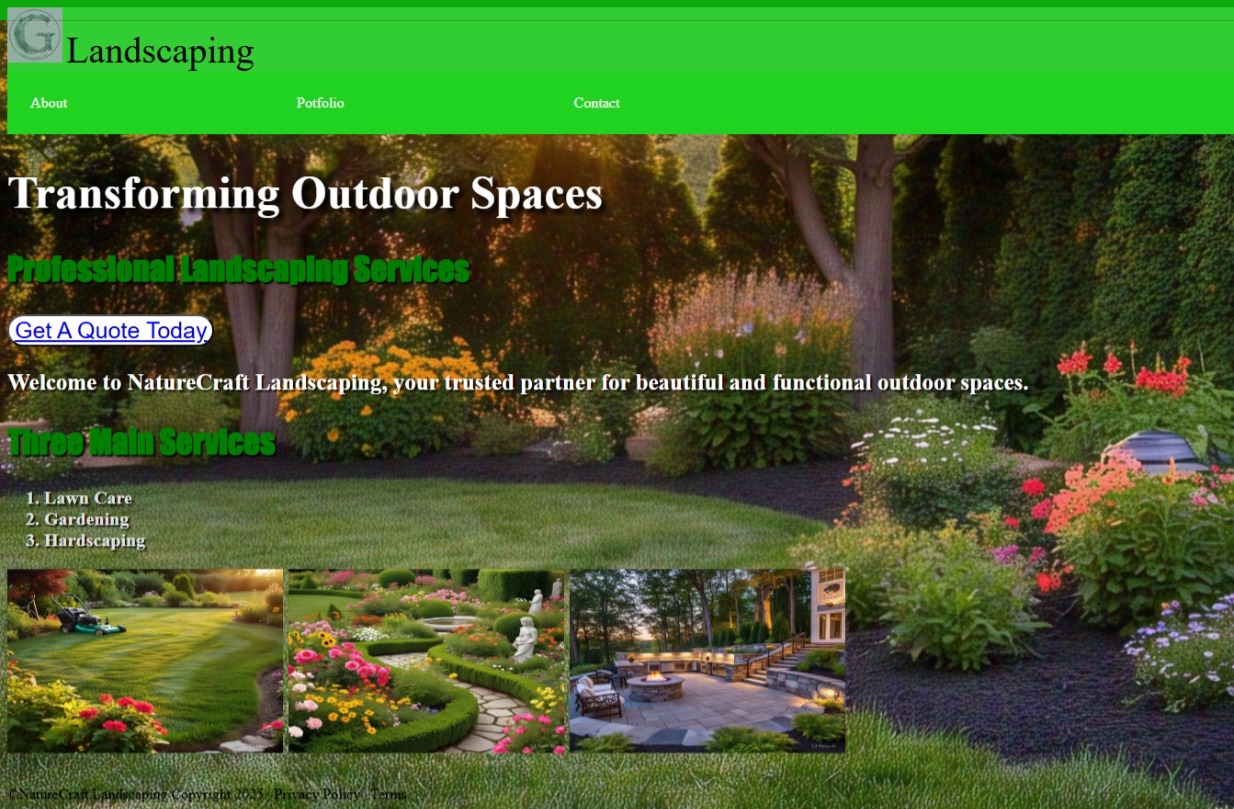 G Landscaping
About Potfolio Contact
Transforming Outdoor Spaces
Professional Landscaping Services
Get A Quote Today
Welcome to NatureCraft Landscaping, your trusted partner for beautiful and functional outdoor spaces.
Three Main Services
1. Lawn Care
2. Gardening
3. Hardscaping
©NatureCraft Landscaping Copyright 2025 | Privacy Policy | Terms